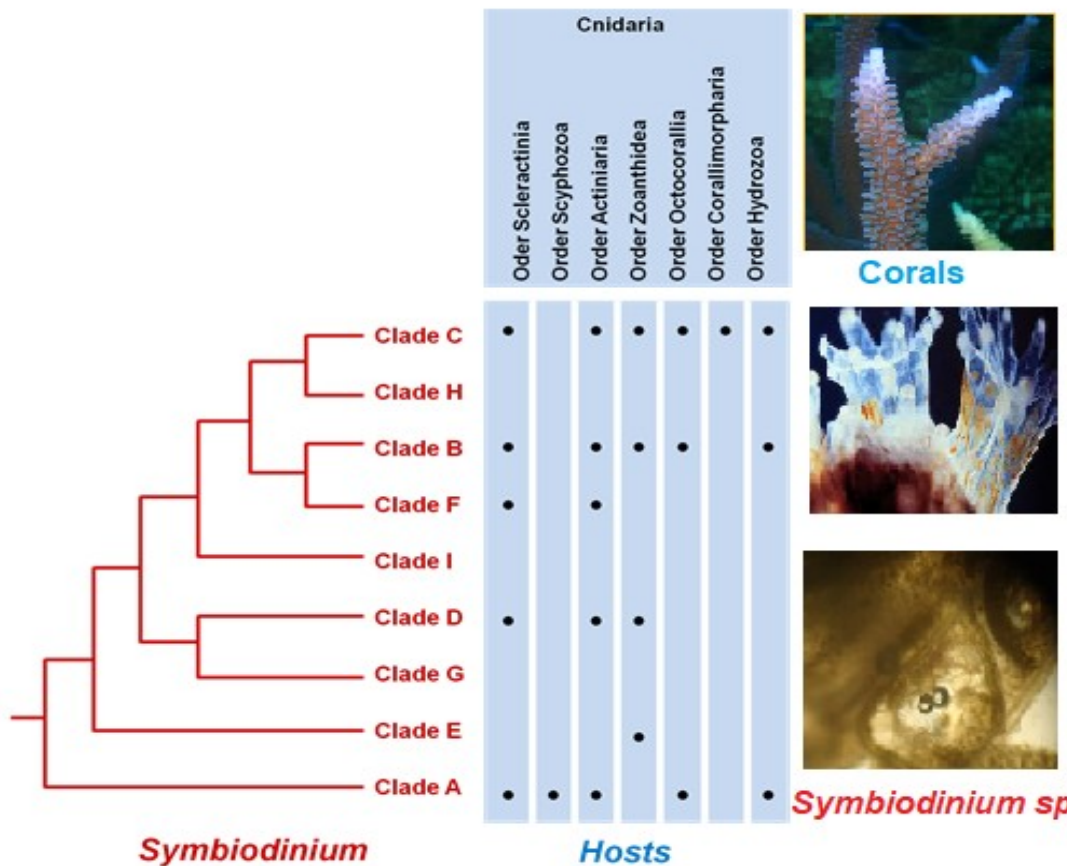 Cnidaria
Oder Scleractinia
Order Scyphozoa
Order Actiniaria
Order Zoanthidea
Order Octocorallia
Order Corallimorpharia
Order Hydrozoa
Corals
Clade C
Clade H
Clade B
Clade F
Clade I
Clade D
Clade G
Clade E
Clade A
Symbiodinium sp
Symbiodinium
Hosts